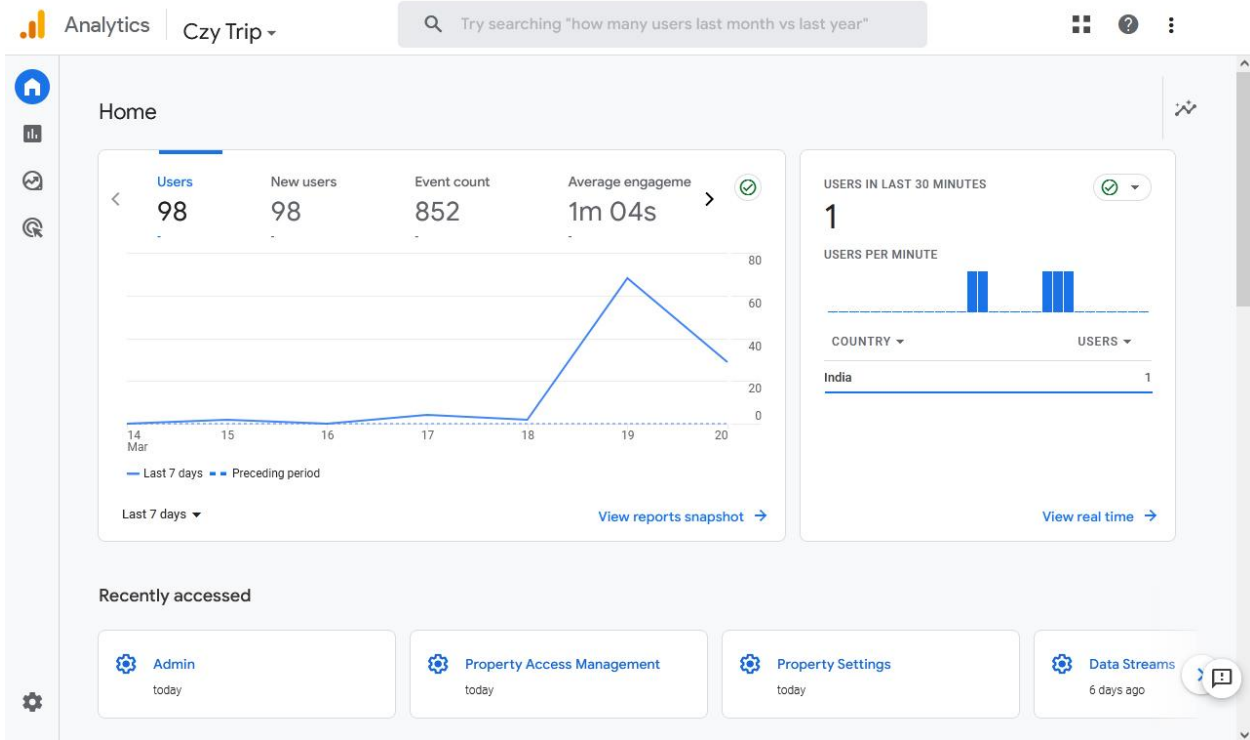 Analytics
Czy Trip
Try searching "how many users last month vs last year"
Home
Users
98
-
New users
98
-
Event count
852
-
Average engageme
1m 04s
-
80
60
40
20
0
14
Mar
15
16
17
18
19
20
Last 7 days
Preceding period
Last 7 days
View reports snapshot
USERS IN LAST 30 MINUTES
1
USERS PER MINUTE
COUNTRY
USERS
India
1
View real time
Recently accessed
Admin
today
Property Access Management
today
Property Settings
today
Data Streams
6 days ago